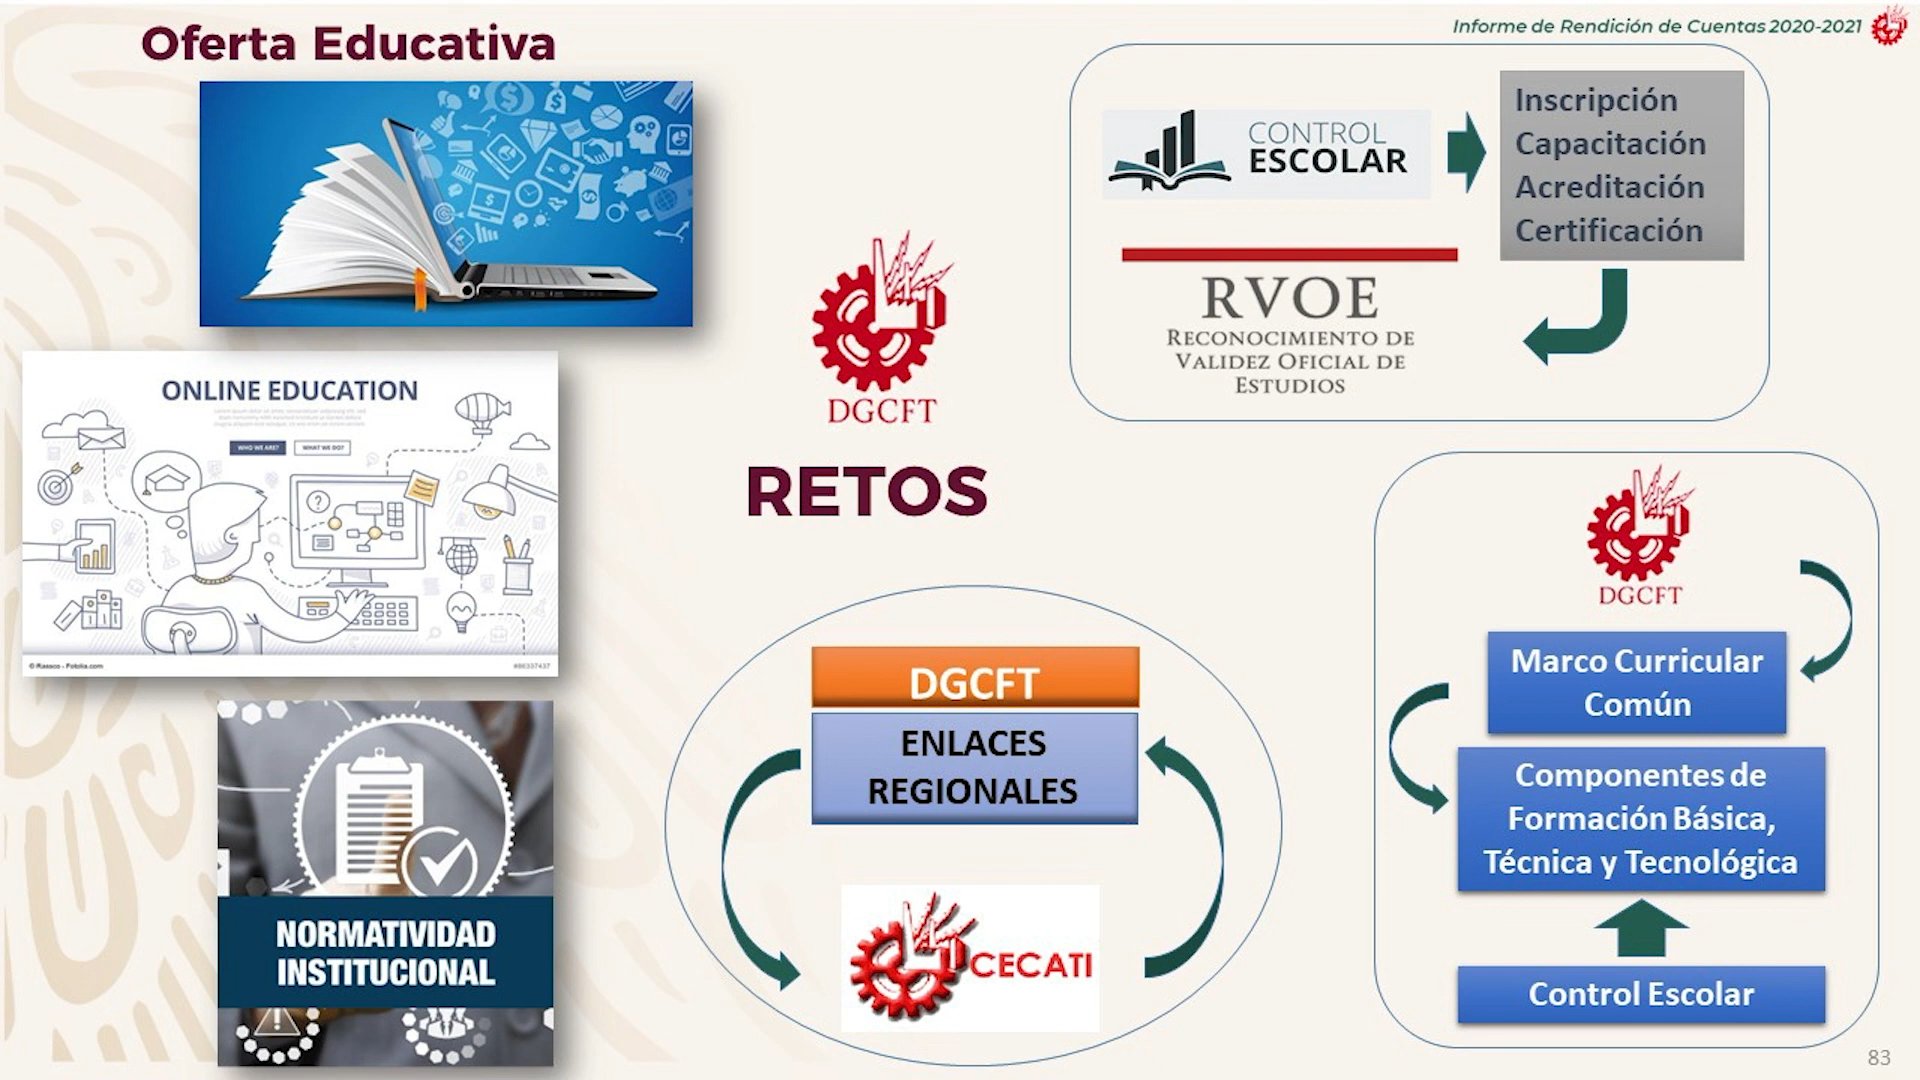 Oferta Educativa
Informe de Rendición de Cuentas 2020-2021
ONLINE EDUCATION
WHO WE ARE?
WHAT WE DO?
© Rassco - Fotolia.com
#86337437
NORMATIVIDAD
INSTITUCIONAL
DGCFT
RETOS
DGCFT
ENLACES
REGIONALES
CECATI
CONTROL
ESCOLAR
Inscripción
Capacitación
Acreditación
Certificación
RVOE
RECONOCIMIENTO DE
VALIDEZ OFICIAL DE
ESTUDIOS
DGCFT
Marco Curricular
Común
Componentes de
Formación Básica,
Técnica y Tecnológica
Control Escolar
83